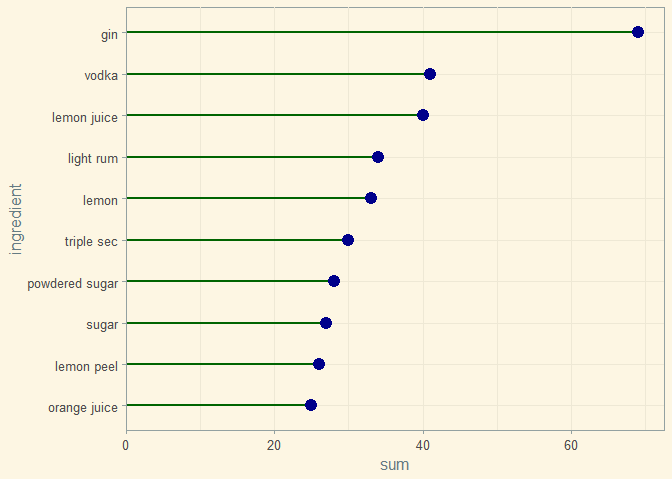 gin
vodka
lemon juice
light rum
lemon
triple sec
powdered sugar
sugar
lemon peel
orange juice
ingredient
0 20 40 60
sum